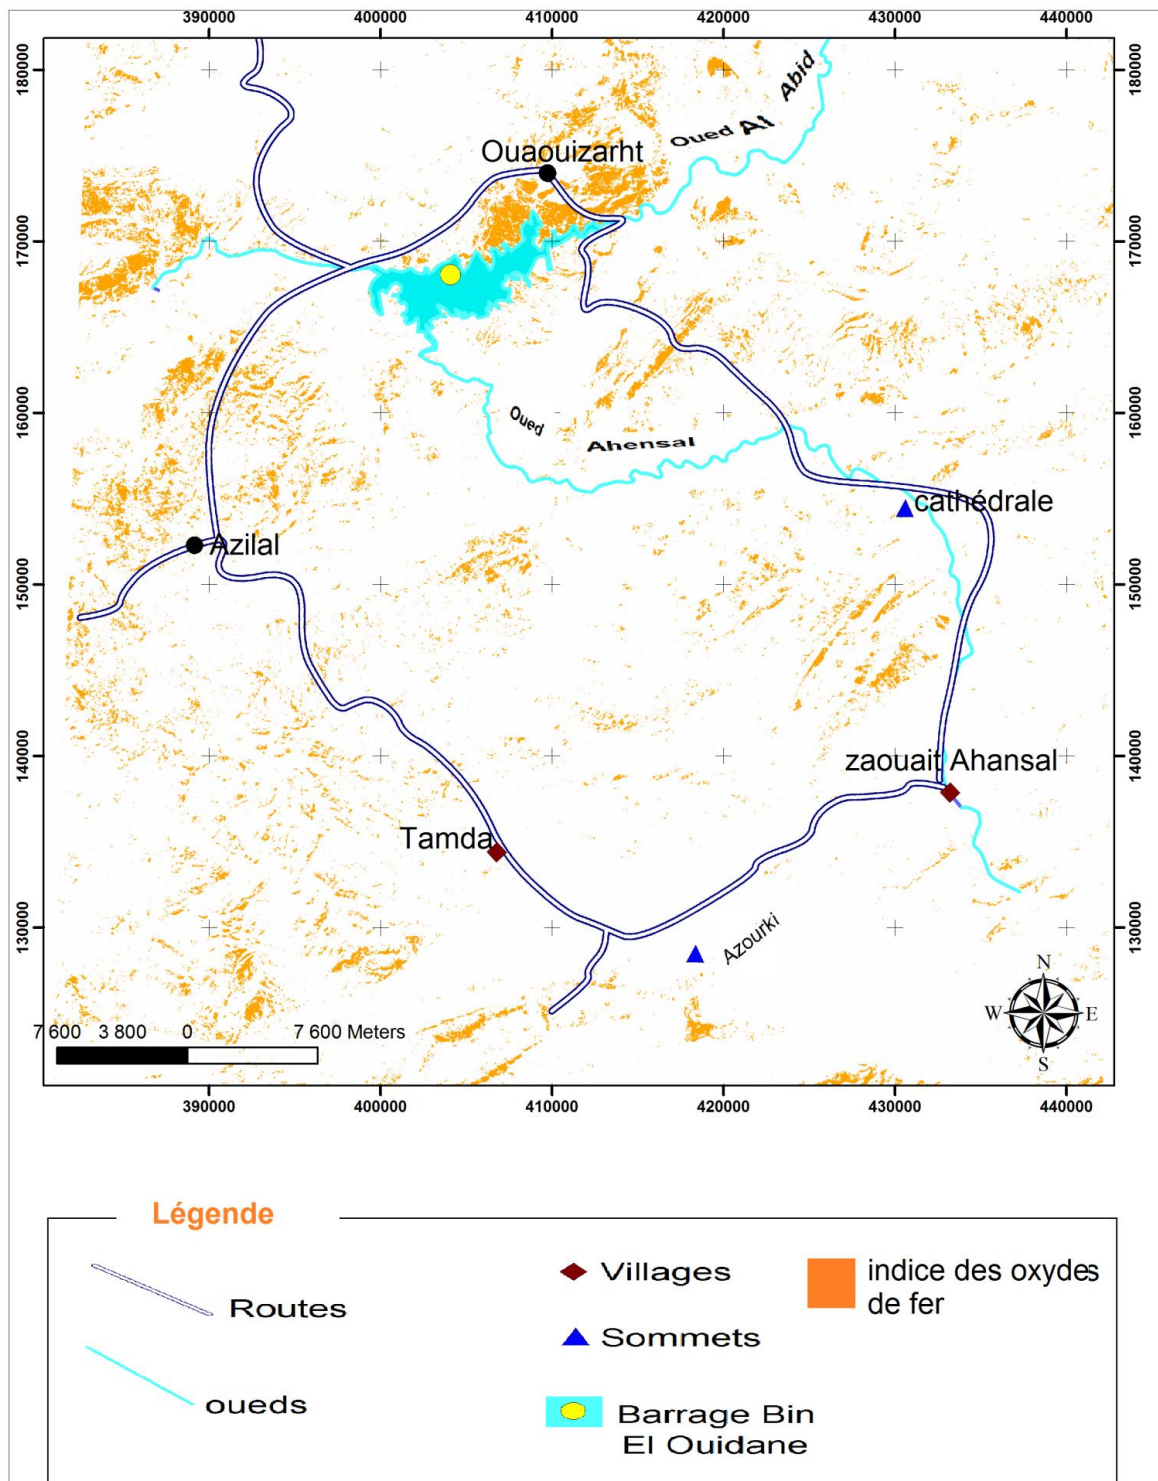 390000 400000 410000 420000 430000 440000
180000 180000
170000 170000
160000 160000
150000 150000
140000 140000
130000 130000
Oued Al Abid
Ouaouizarht
Oued Ahensal
cathédrale
Azilal
zaouait Ahansal
Tamda
Azourki
N
W E
S
7 600 3 800 0 7 600 Meters
390000 400000 410000 420000 430000 440000
Légende
Routes
oueds
Villages
Sommets
Barrage Bin
El Ouidane
indice des oxydes
de fer